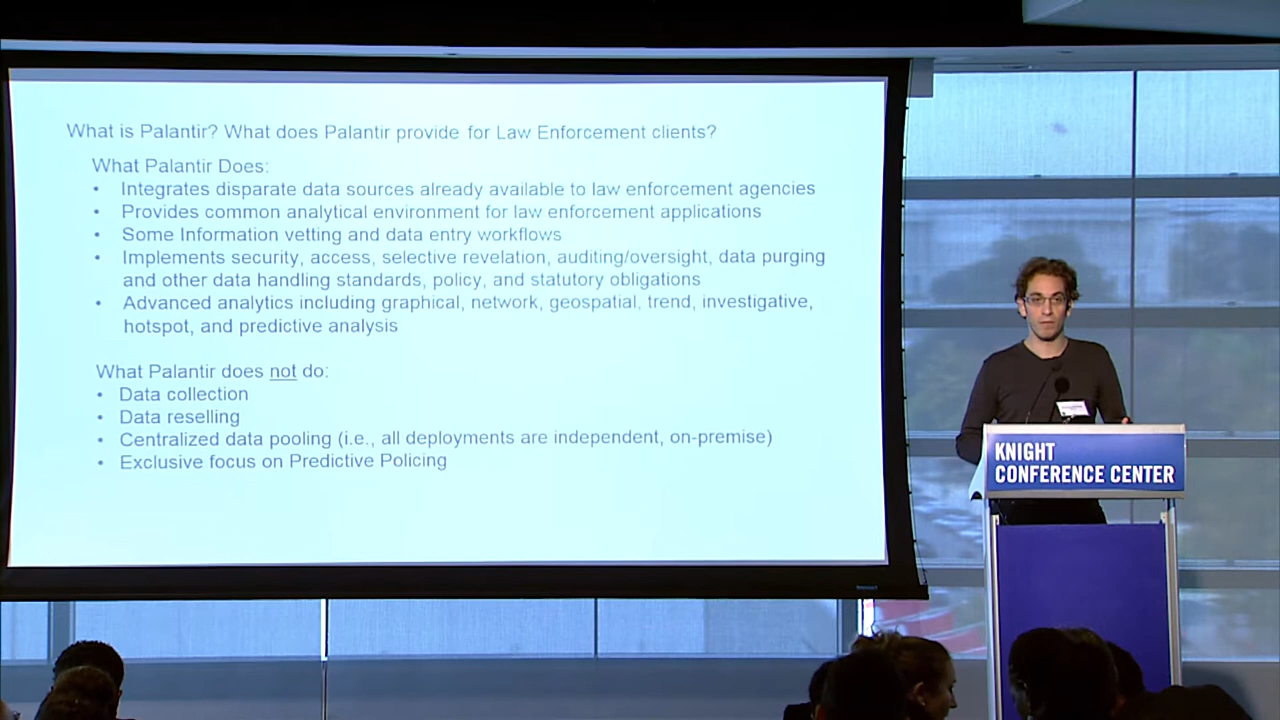 What is Palantir? What does Palantir provide for Law Enforcement clients?
What Palantir Does:
• Integrates disparate data sources already available to law enforcement agencies
• Provides common analytical environment for law enforcement applications
• Some Information vetting and data entry workflows
• Implements security, access, selective revelation, auditing/oversight, data purging
and other data handling standards, policy, and statutory obligations
• Advanced analytics including graphical, network, geospatial, trend, investigative,
hotspot, and predictive analysis
What Palantir does not do:
• Data collection
• Data reselling
• Centralized data pooling (i.e., all deployments are independent, on-premise)
• Exclusive focus on Predictive Policing
KNIGHT
CONFERENCE CENTER